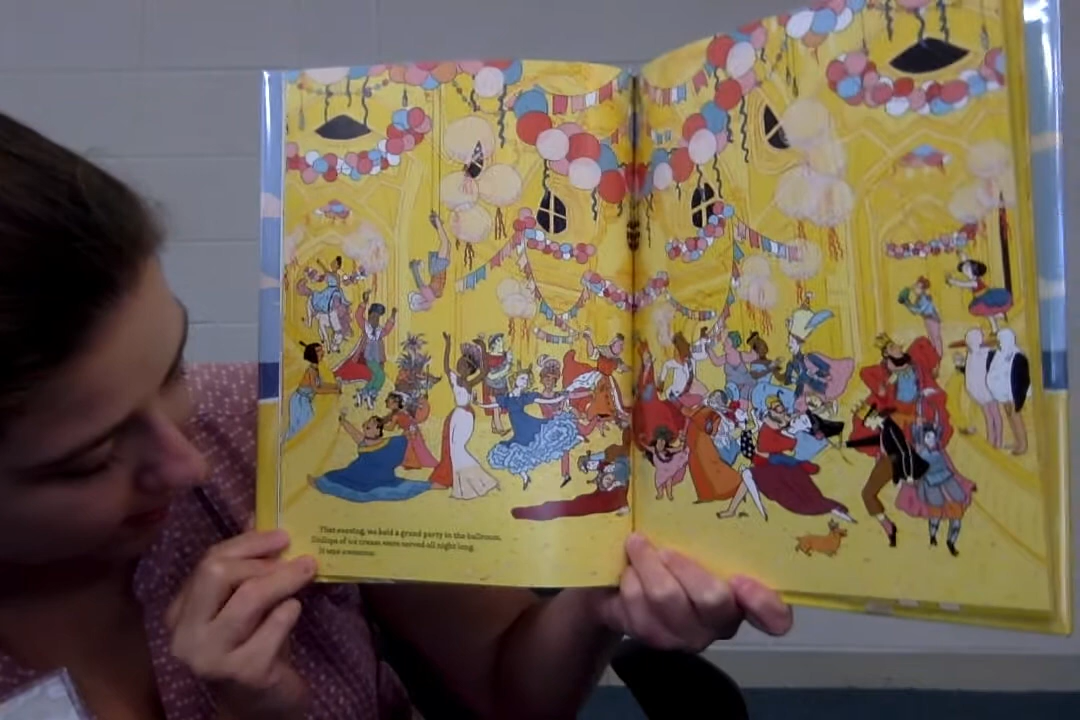 That evening, we held a grand party in the ballroom.
Dollops of ice cream were served all night long.
It was awesome.